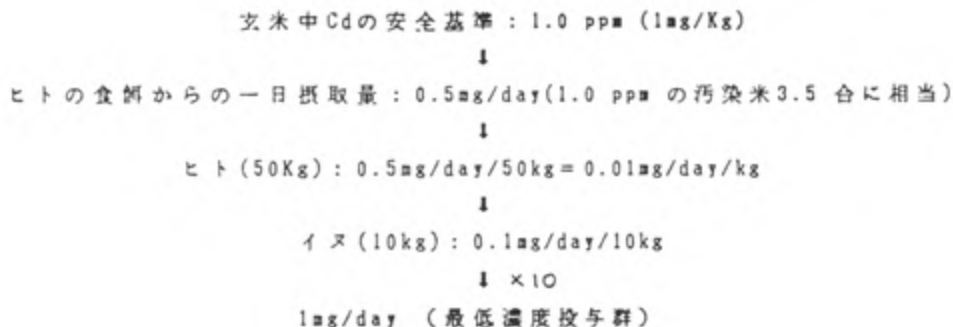 玄米中Cdの安全基準：1.0 ppm (1mg/Kg)
↓
ヒトの食餌からの一日摂取量：0.5mg/day(1.0 ppm の汚染米3.5 合に相当)
↓
ヒト(50Kg)：0.5mg/day/50kg＝0.01mg/day/kg
↓
イヌ(10kg)：0.1mg/day/10kg
↓ ×10
1mg/day （最低濃度投与群）